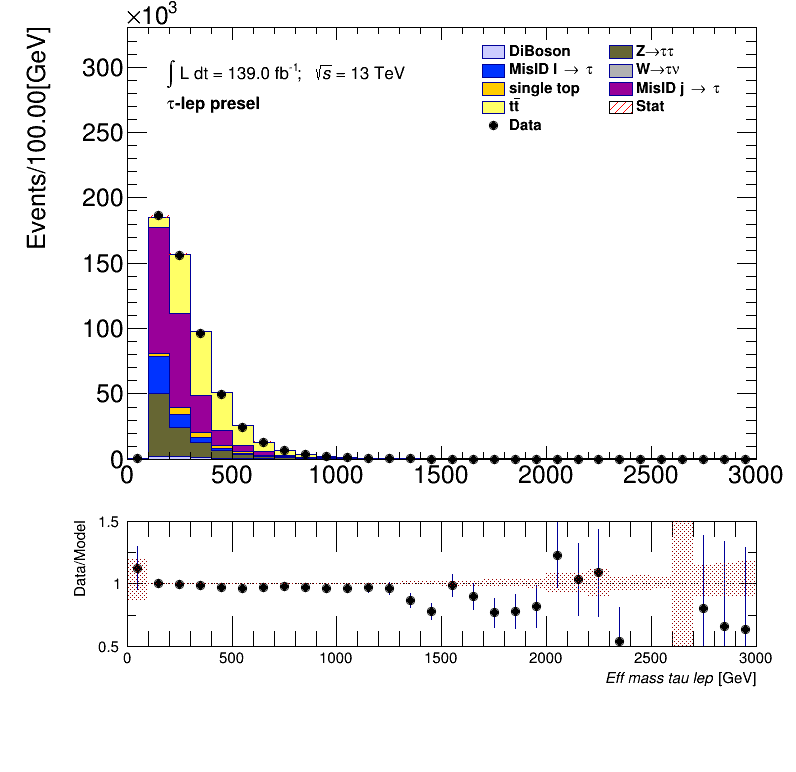 ×10³
Events/100.00[GeV]
300
250
200
150
100
50
0
∫ L dt = 139.0 fb⁻¹; √s = 13 TeV
τ-lep presel
DiBoson Z→ττ
MisID l → τ W→τν
single top MisID j → τ
tt̄ Stat
Data
0 500 1000 1500 2000 2500 3000
Data/Model
1.5
1
0.5
0 500 1000 1500 2000 2500 3000
Eff mass tau lep [GeV]